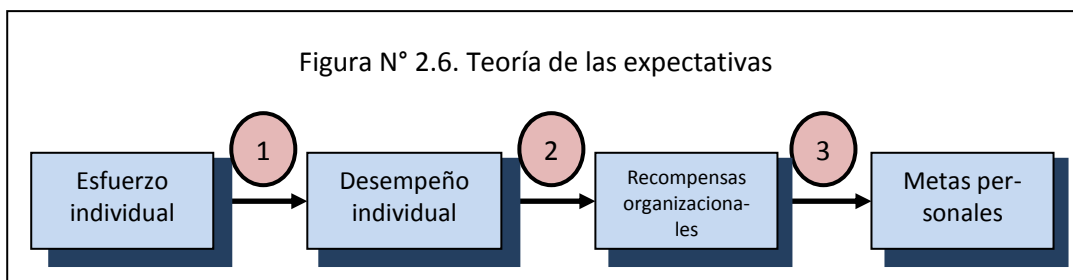 Figura N° 2.6. Teoría de las expectativas
1
2
3
Esfuerzo
individual
Desempeño
individual
Recompensas
organizaciona-
les
Metas per-
sonales